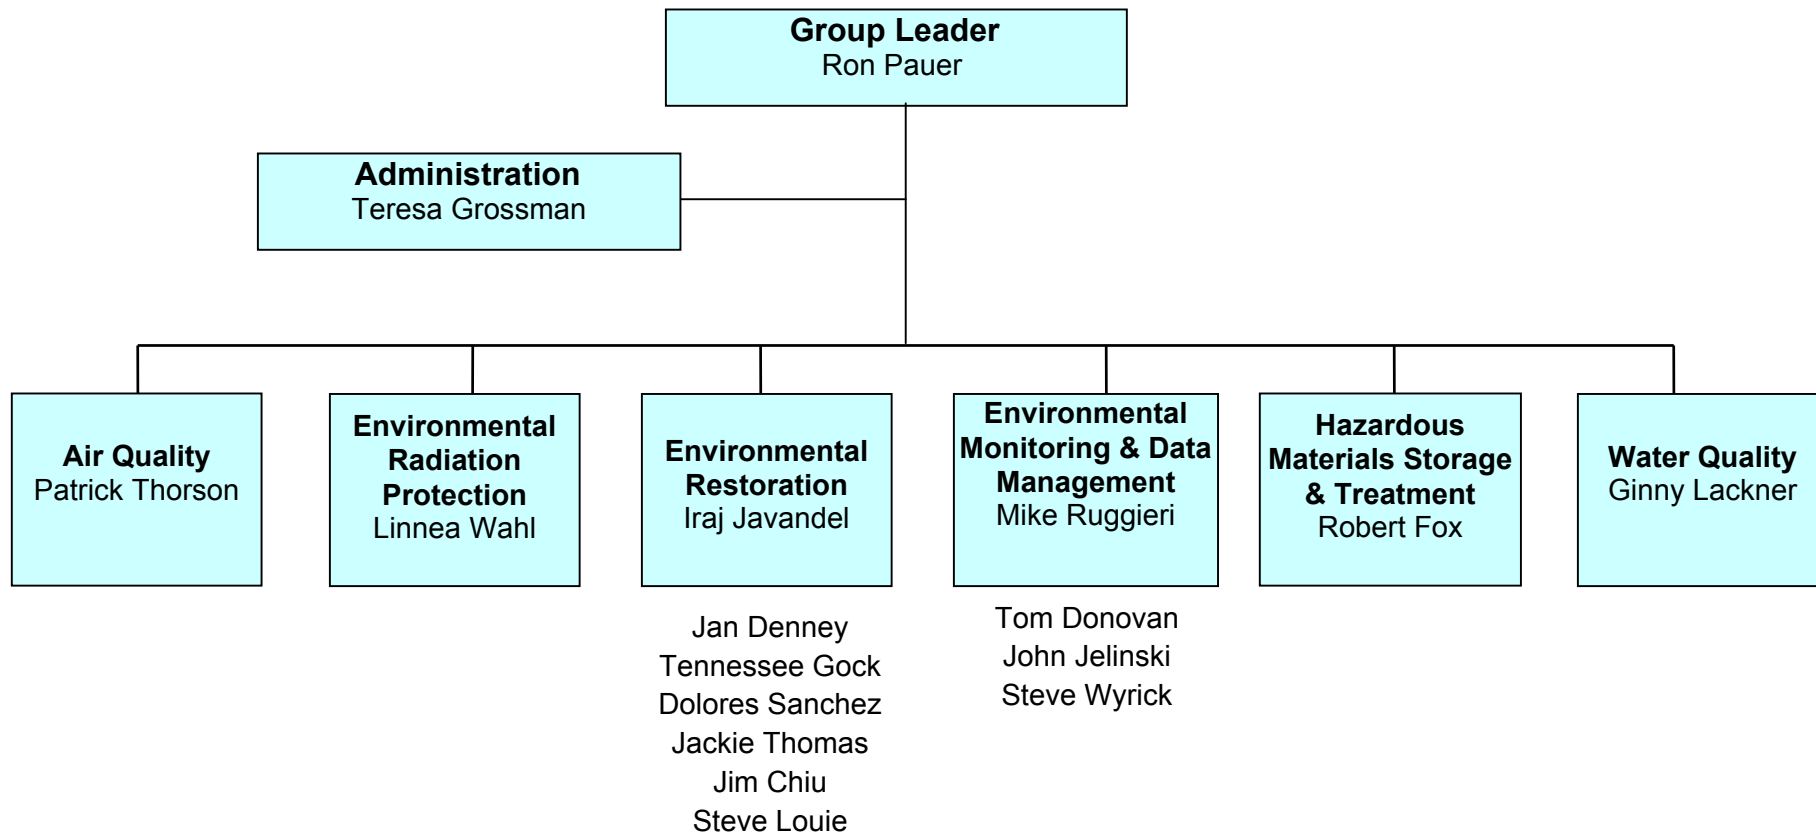 Group Leader
Ron Pauer
Administration
Teresa Grossman
Air Quality
Patrick Thorson
Environmental
Radiation
Protection
Linnea Wahl
Environmental
Restoration
Iraj Javandel
Jan Denney
Tennessee Gock
Dolores Sanchez
Jackie Thomas
Jim Chiu
Steve Louie
Environmental
Monitoring & Data
Management
Mike Ruggieri
Tom Donovan
John Jelinski
Steve Wyrick
Hazardous
Materials Storage
& Treatment
Robert Fox
Water Quality
Ginny Lackner